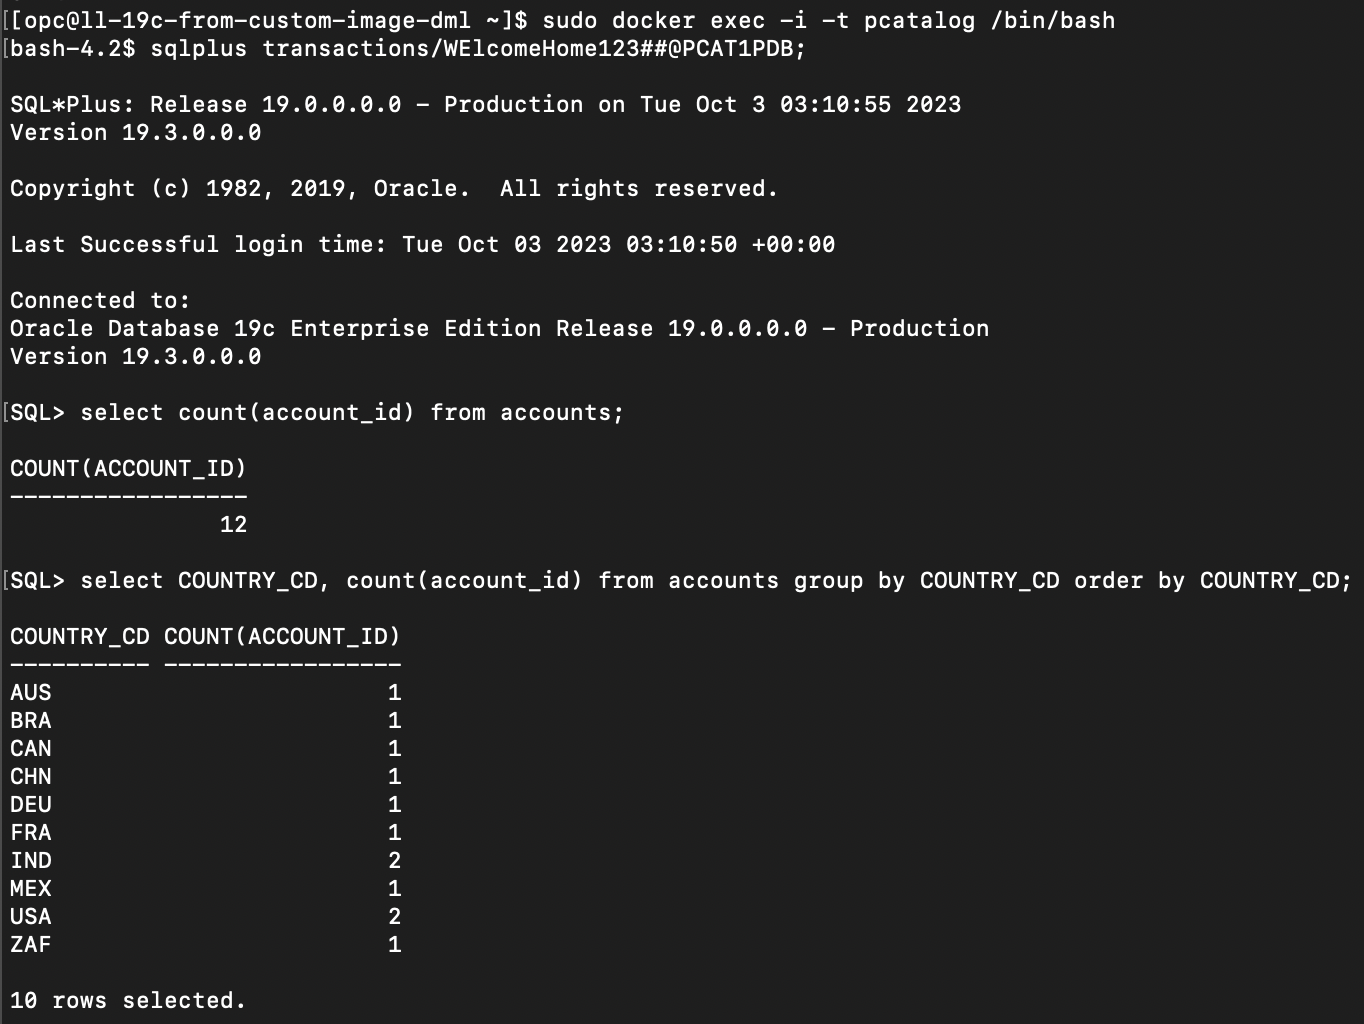 [[opc@ll-19c-from-custom-image-dml ~]$ sudo docker exec -i -t pcatalog /bin/bash
[bash-4.2$ sqlplus transactions/WElcomeHome123##@PCAT1PDB;
SQL*Plus: Release 19.0.0.0.0 - Production on Tue Oct 3 03:10:55 2023
Version 19.3.0.0.0
Copyright (c) 1982, 2019, Oracle.  All rights reserved.
Last Successful login time: Tue Oct 03 2023 03:10:50 +00:00
Connected to:
Oracle Database 19c Enterprise Edition Release 19.0.0.0.0 - Production
Version 19.3.0.0.0
[SQL> select count(account_id) from accounts;
COUNT(ACCOUNT_ID)
-----------------
12
[SQL> select COUNTRY_CD, count(account_id) from accounts group by COUNTRY_CD order by COUNTRY_CD;
COUNTRY_CD COUNT(ACCOUNT_ID)
---------- -----------------
AUS 1
BRA 1
CAN 1
CHN 1
DEU 1
FRA 1
IND 2
MEX 1
USA 2
ZAF 1
10 rows selected.